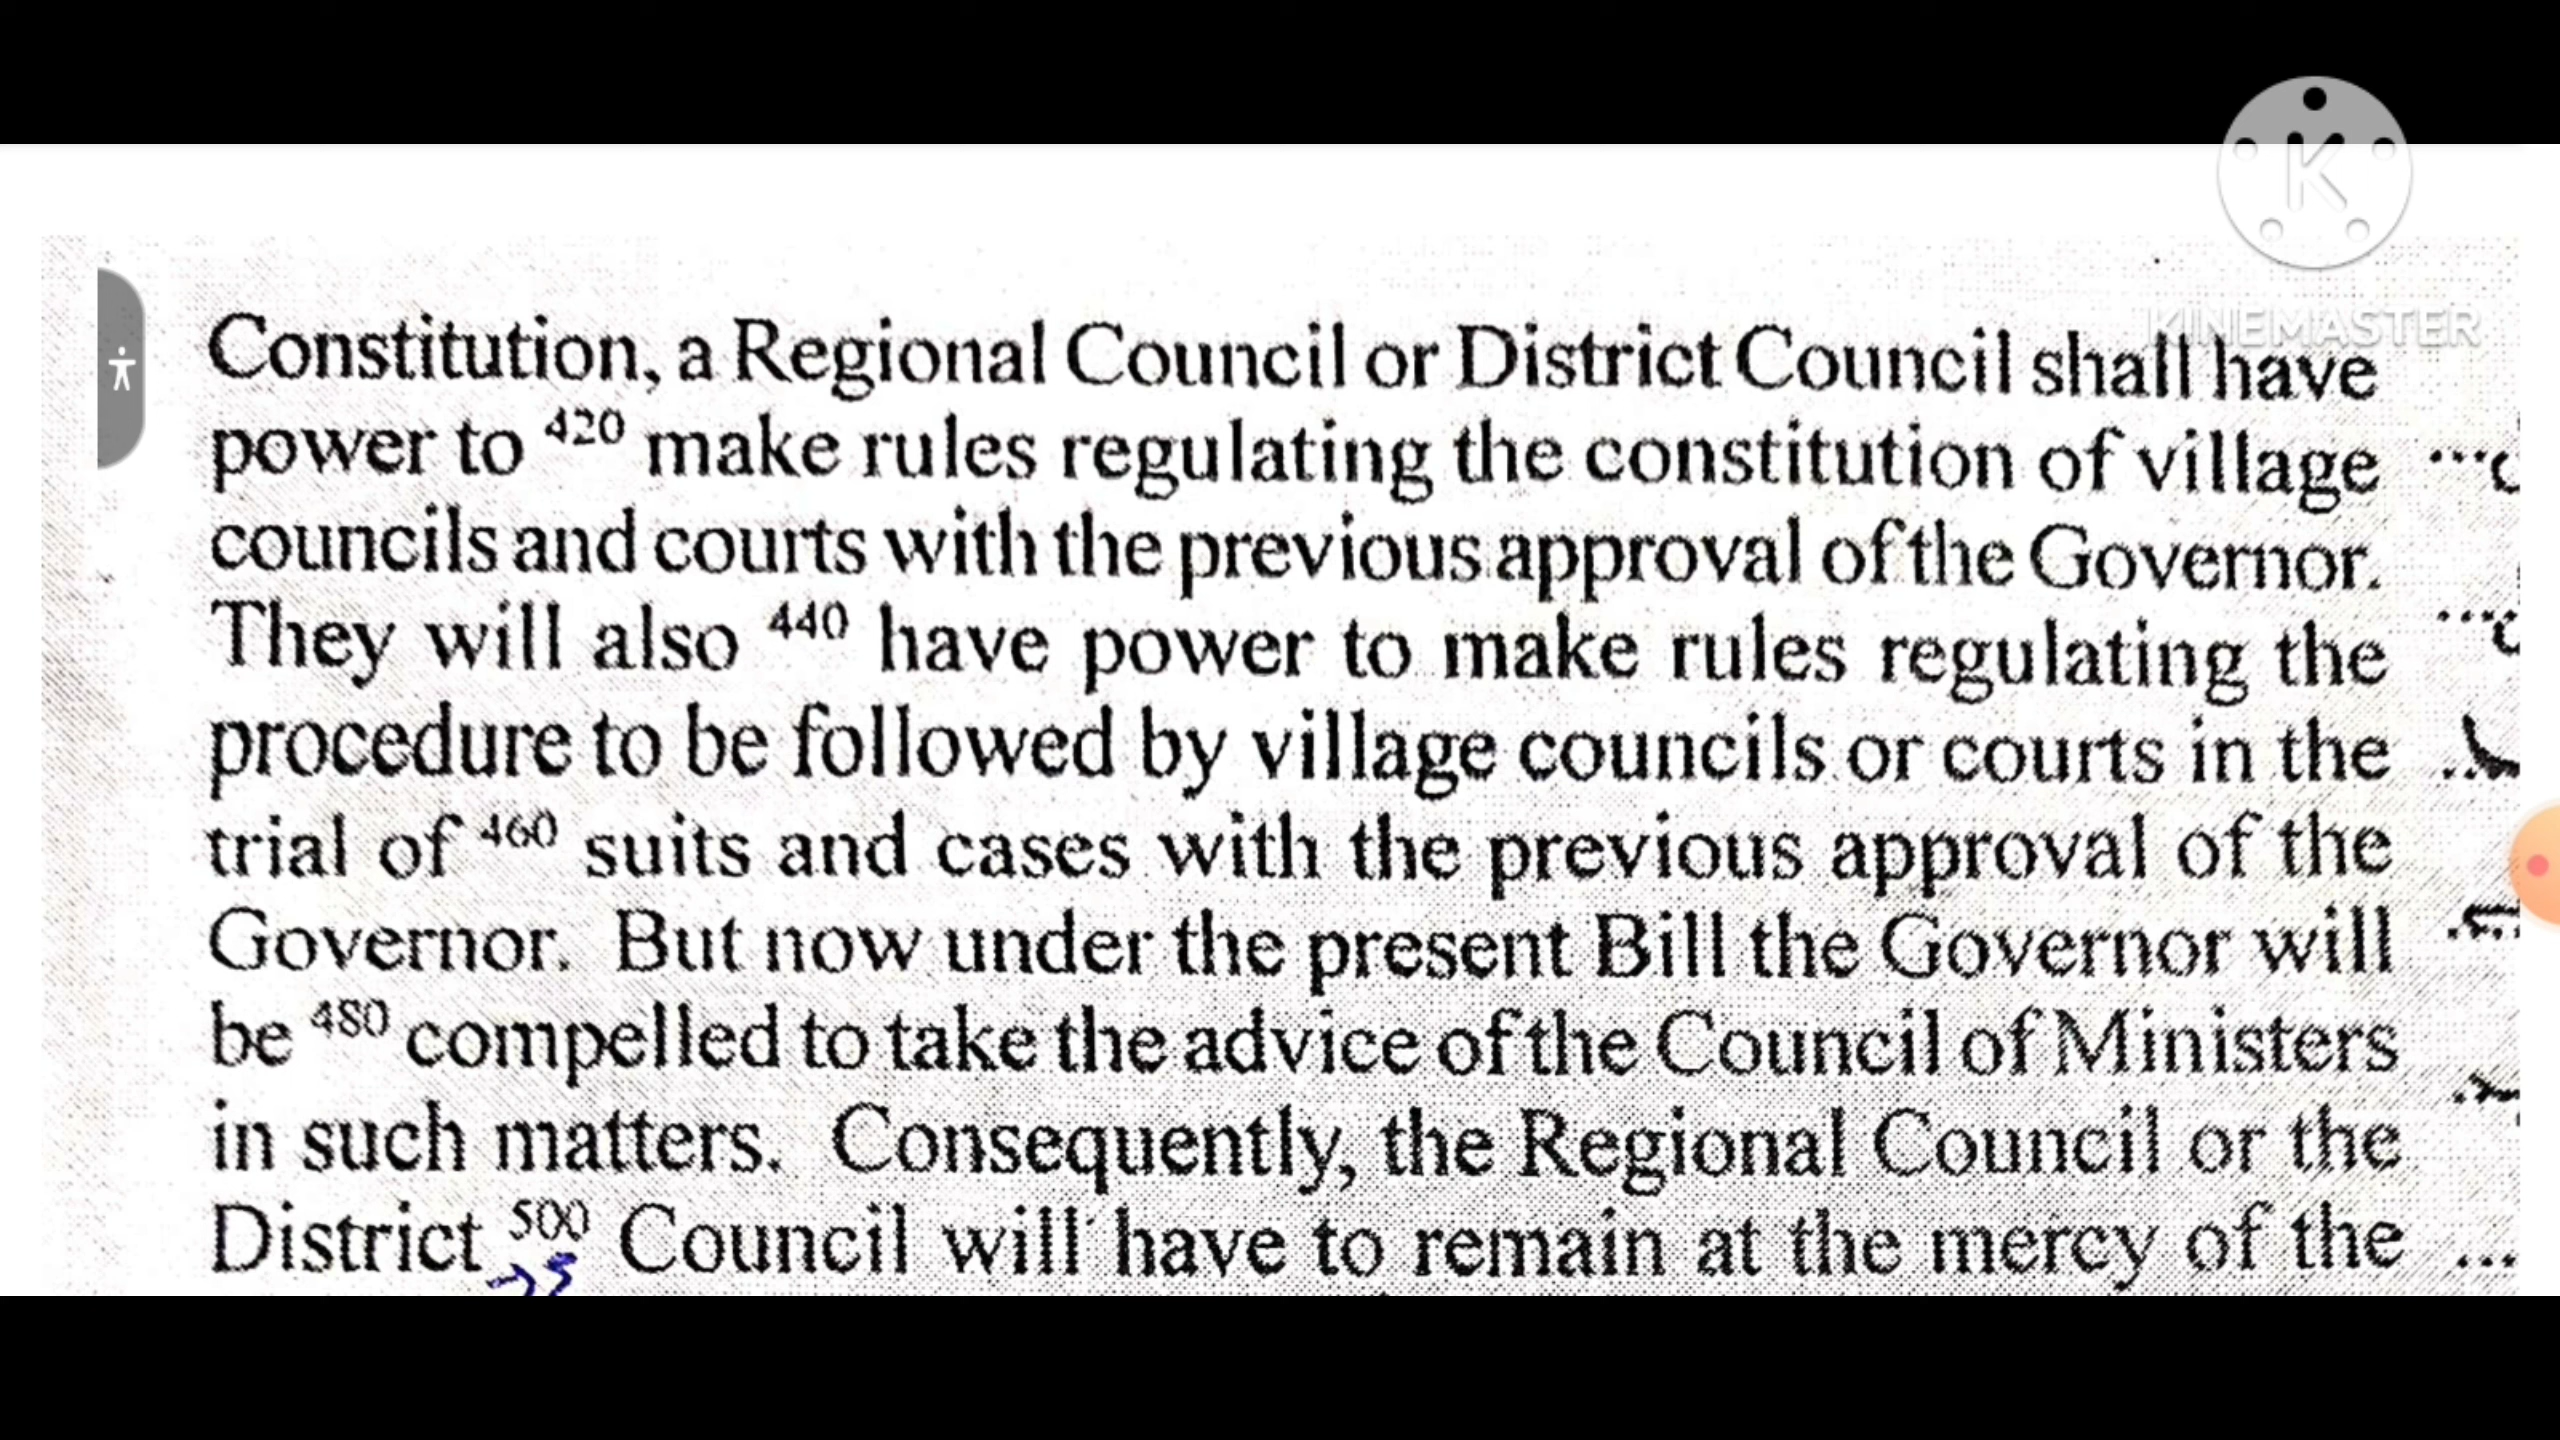 K
KINEMASTER
Constitution, a Regional Council or District Council shall have
power to 420 make rules regulating the constitution of village
councils and courts with the previous approval of the Governor.
They will also 440 have power to make rules regulating the
procedure to be followed by village councils or courts in the
trial of 460 suits and cases with the previous approval of the
Governor. But now under the present Bill the Governor will
be 480 compelled to take the advice of the Council of Ministers
in such matters. Consequently, the Regional Council or the
District 500 Council will have to remain at the mercy of the